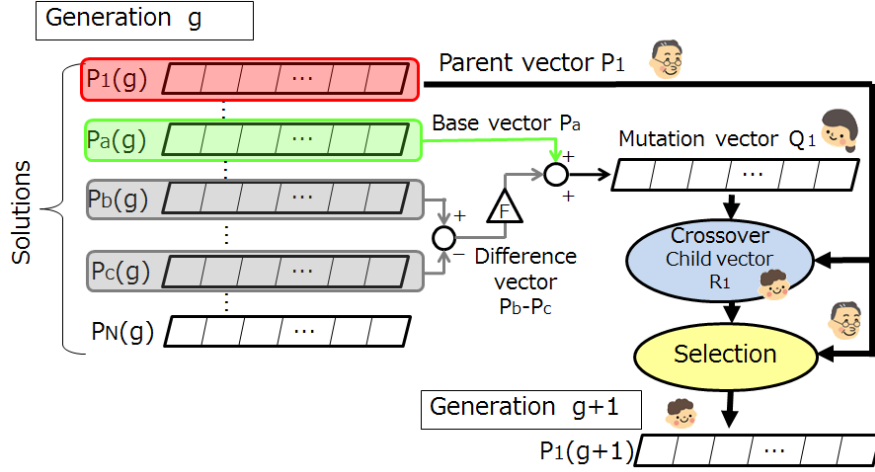 Generation g
P1(g)
...
Parent vector P1
Pa(g)
...
Base vector Pa
+
+
Mutation vector Q1
...
Solutions
Pb(g)
...
+
−
F
Pc(g)
...
Difference
vector
Pb-Pc
Crossover
Child vector
R1
PN(g)
...
Selection
Generation g+1
P1(g+1)
...